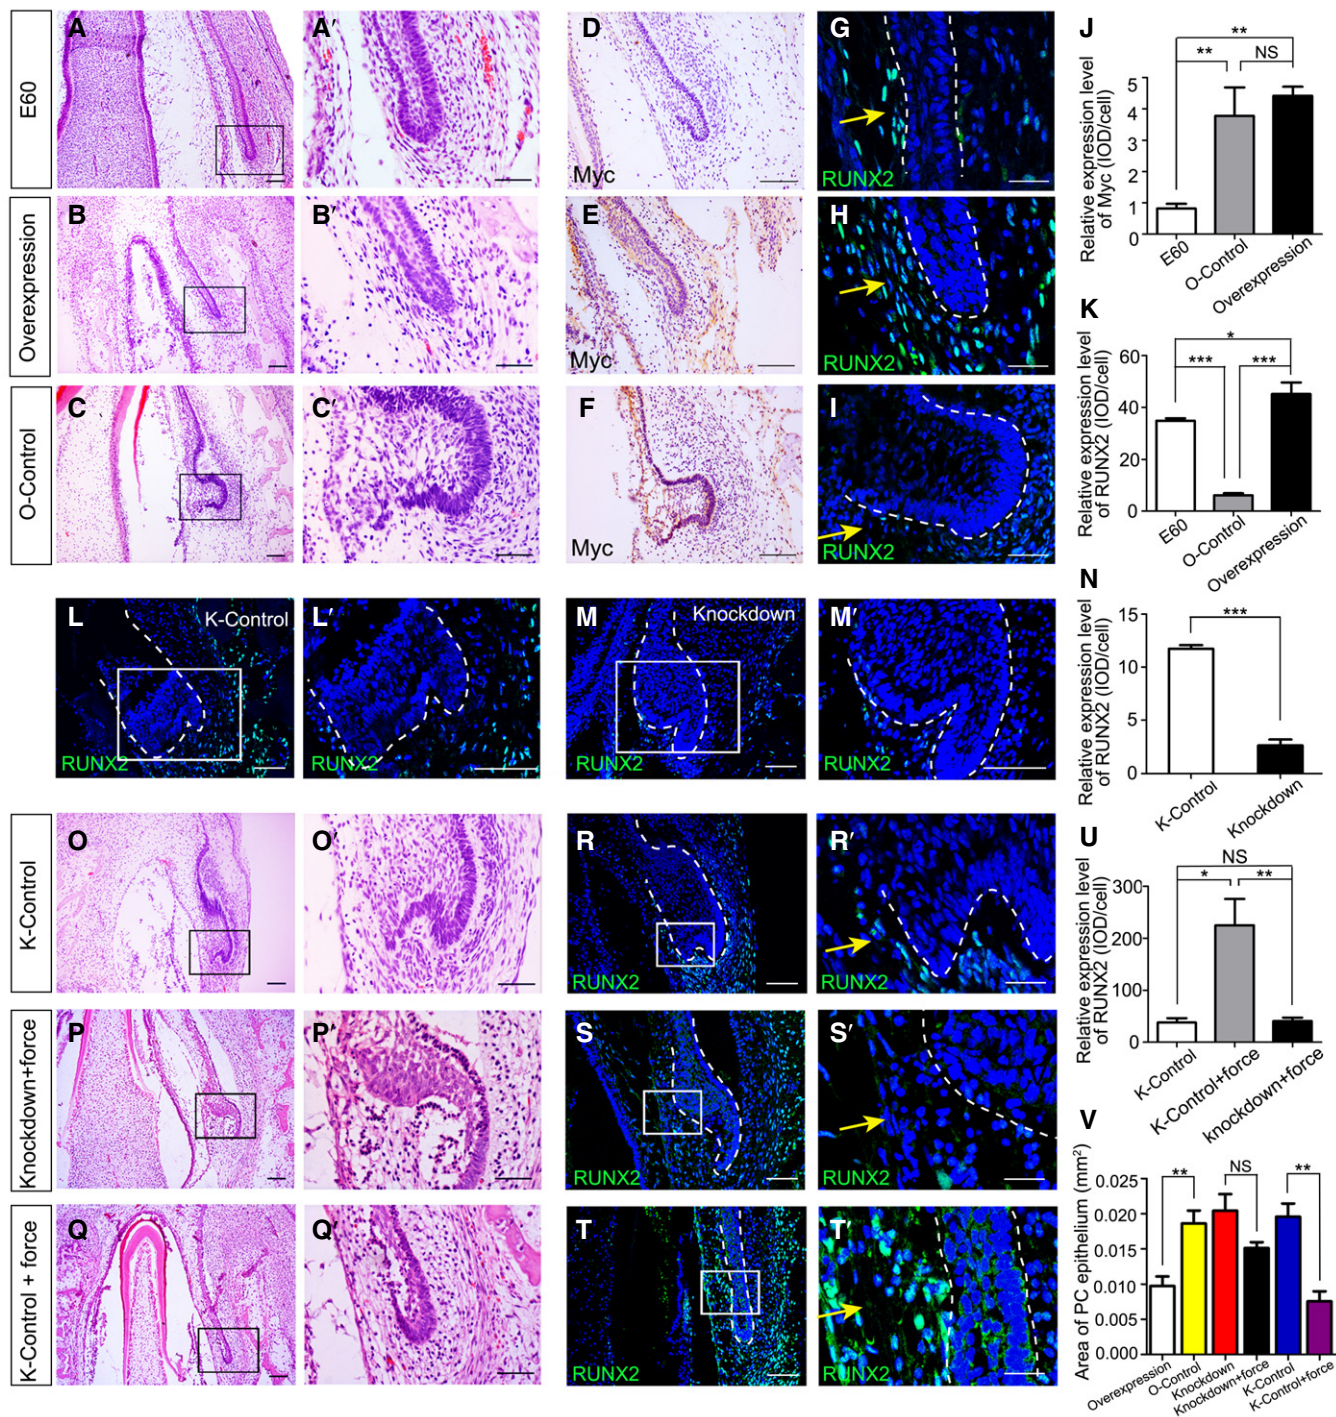 E60
A
A′
D
Myc
G
RUNX2
Overexpression
B
B′
E
Myc
H
RUNX2
O-Control
C
C′
F
Myc
I
RUNX2
J
Relative expression level
of Myc (IOD/cell)
**
**
NS
5
4
3
2
1
0
E60
O-Control
Overexpression
K
Relative expression level
of RUNX2 (IOD/cell)
*
***
***
60
40
20
0
E60
O-Control
Overexpression
L
K-Control
RUNX2
L′
RUNX2
M
Knockdown
RUNX2
M′
RUNX2
N
Relative expression level
of RUNX2 (IOD/cell)
***
15
10
5
0
K-Control
Knockdown
K-Control
O
O′
R
RUNX2
R′
RUNX2
Knockdown+force
P
P′
S
RUNX2
S′
RUNX2
K-Control + force
Q
Q′
T
RUNX2
T′
RUNX2
U
Relative expression level
of RUNX2 (IOD/cell)
NS
*
**
300
200
100
0
K-Control
K-Control+force
knockdown+force
V
Area of PC epithelium (mm²)
**
NS
**
0.025
0.020
0.015
0.010
0.005
0.000
Overexpression
O-Control
Knockdown
Knockdown+force
K-Control
K-Control+force